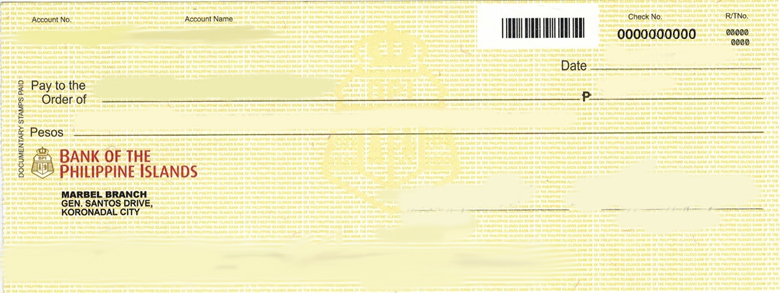 Account No. Account Name Check No. R/TNo.
0000000000 00000
0000
Date
Pay to the
Order of ₱
Pesos
DOCUMENTARY STAMPS PAID
BANK OF THE
PHILIPPINE ISLANDS
MARBEL BRANCH
GEN. SANTOS DRIVE,
KORONADAL CITY